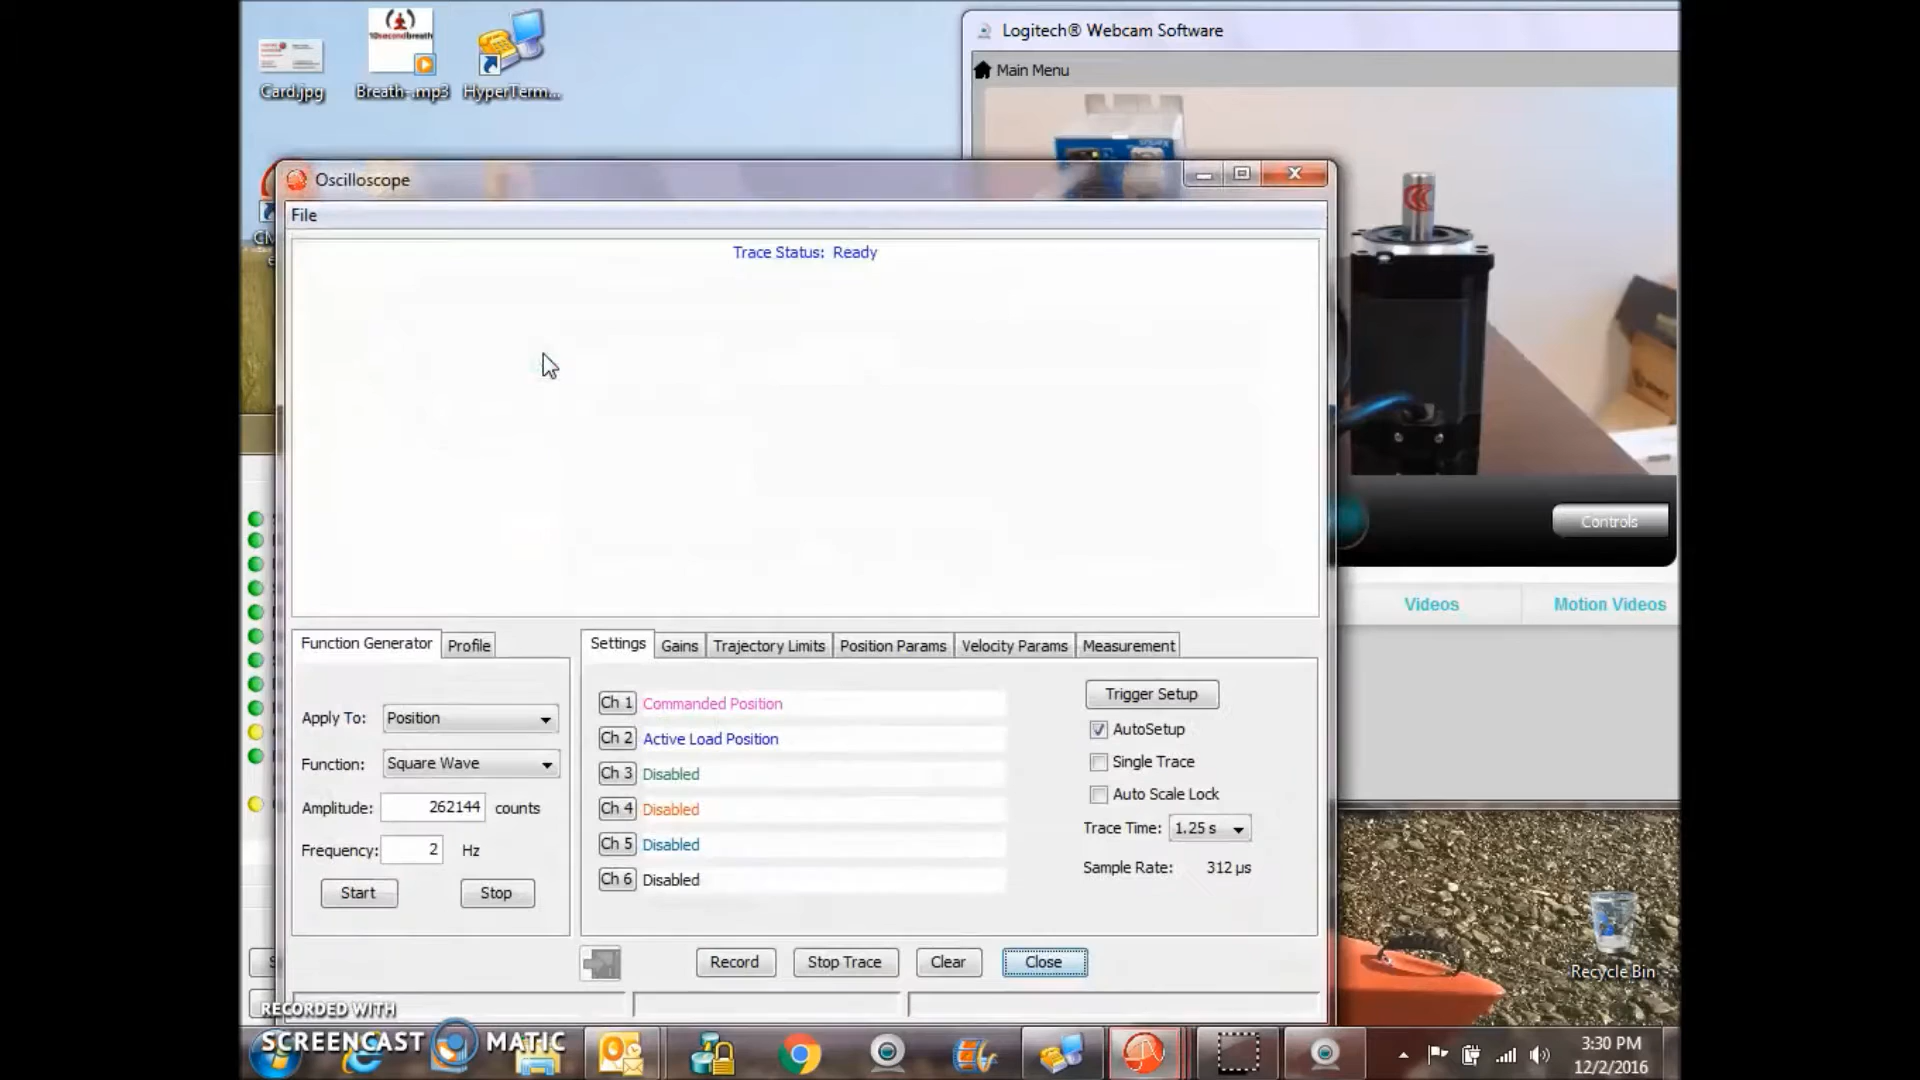 10secondbreath
Card.jpg
Breath-.mp3
HyperTerm...
Logitech® Webcam Software
Main Menu
Oscilloscope
File
Trace Status: Ready
Controls
Videos
Motion Videos
Function Generator
Profile
Settings
Gains
Trajectory Limits
Position Params
Velocity Params
Measurement
Apply To:
Position
Function:
Square Wave
Amplitude:
262144
counts
Frequency:
2
Hz
Start
Stop
Ch 1
Commanded Position
Ch 2
Active Load Position
Ch 3
Disabled
Ch 4
Disabled
Ch 5
Disabled
Ch 6
Disabled
Trigger Setup
AutoSetup
Single Trace
Auto Scale Lock
Trace Time:
1.25 s
Sample Rate:
312 µs
Record
Stop Trace
Clear
Close
Recycle Bin
RECORDED WITH
SCREENCAST MATIC
3:30 PM
12/2/2016